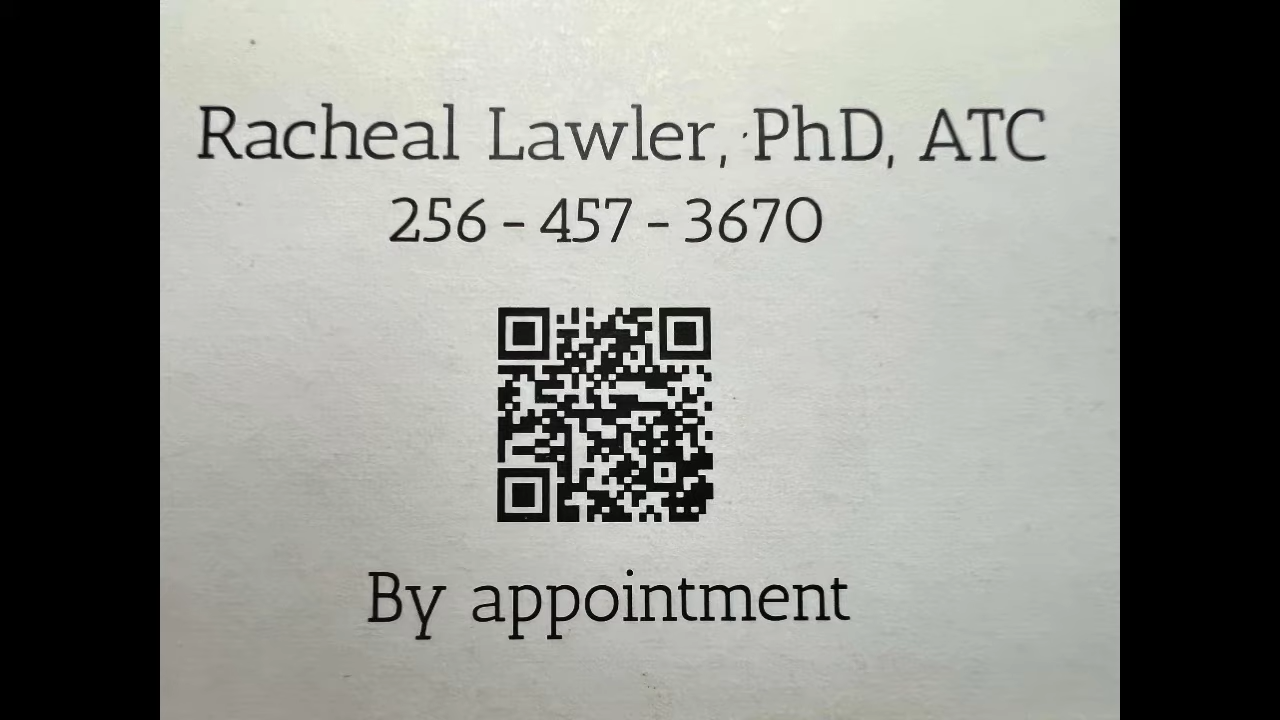 Racheal Lawler, PhD, ATC
256 - 457 - 3670
By appointment